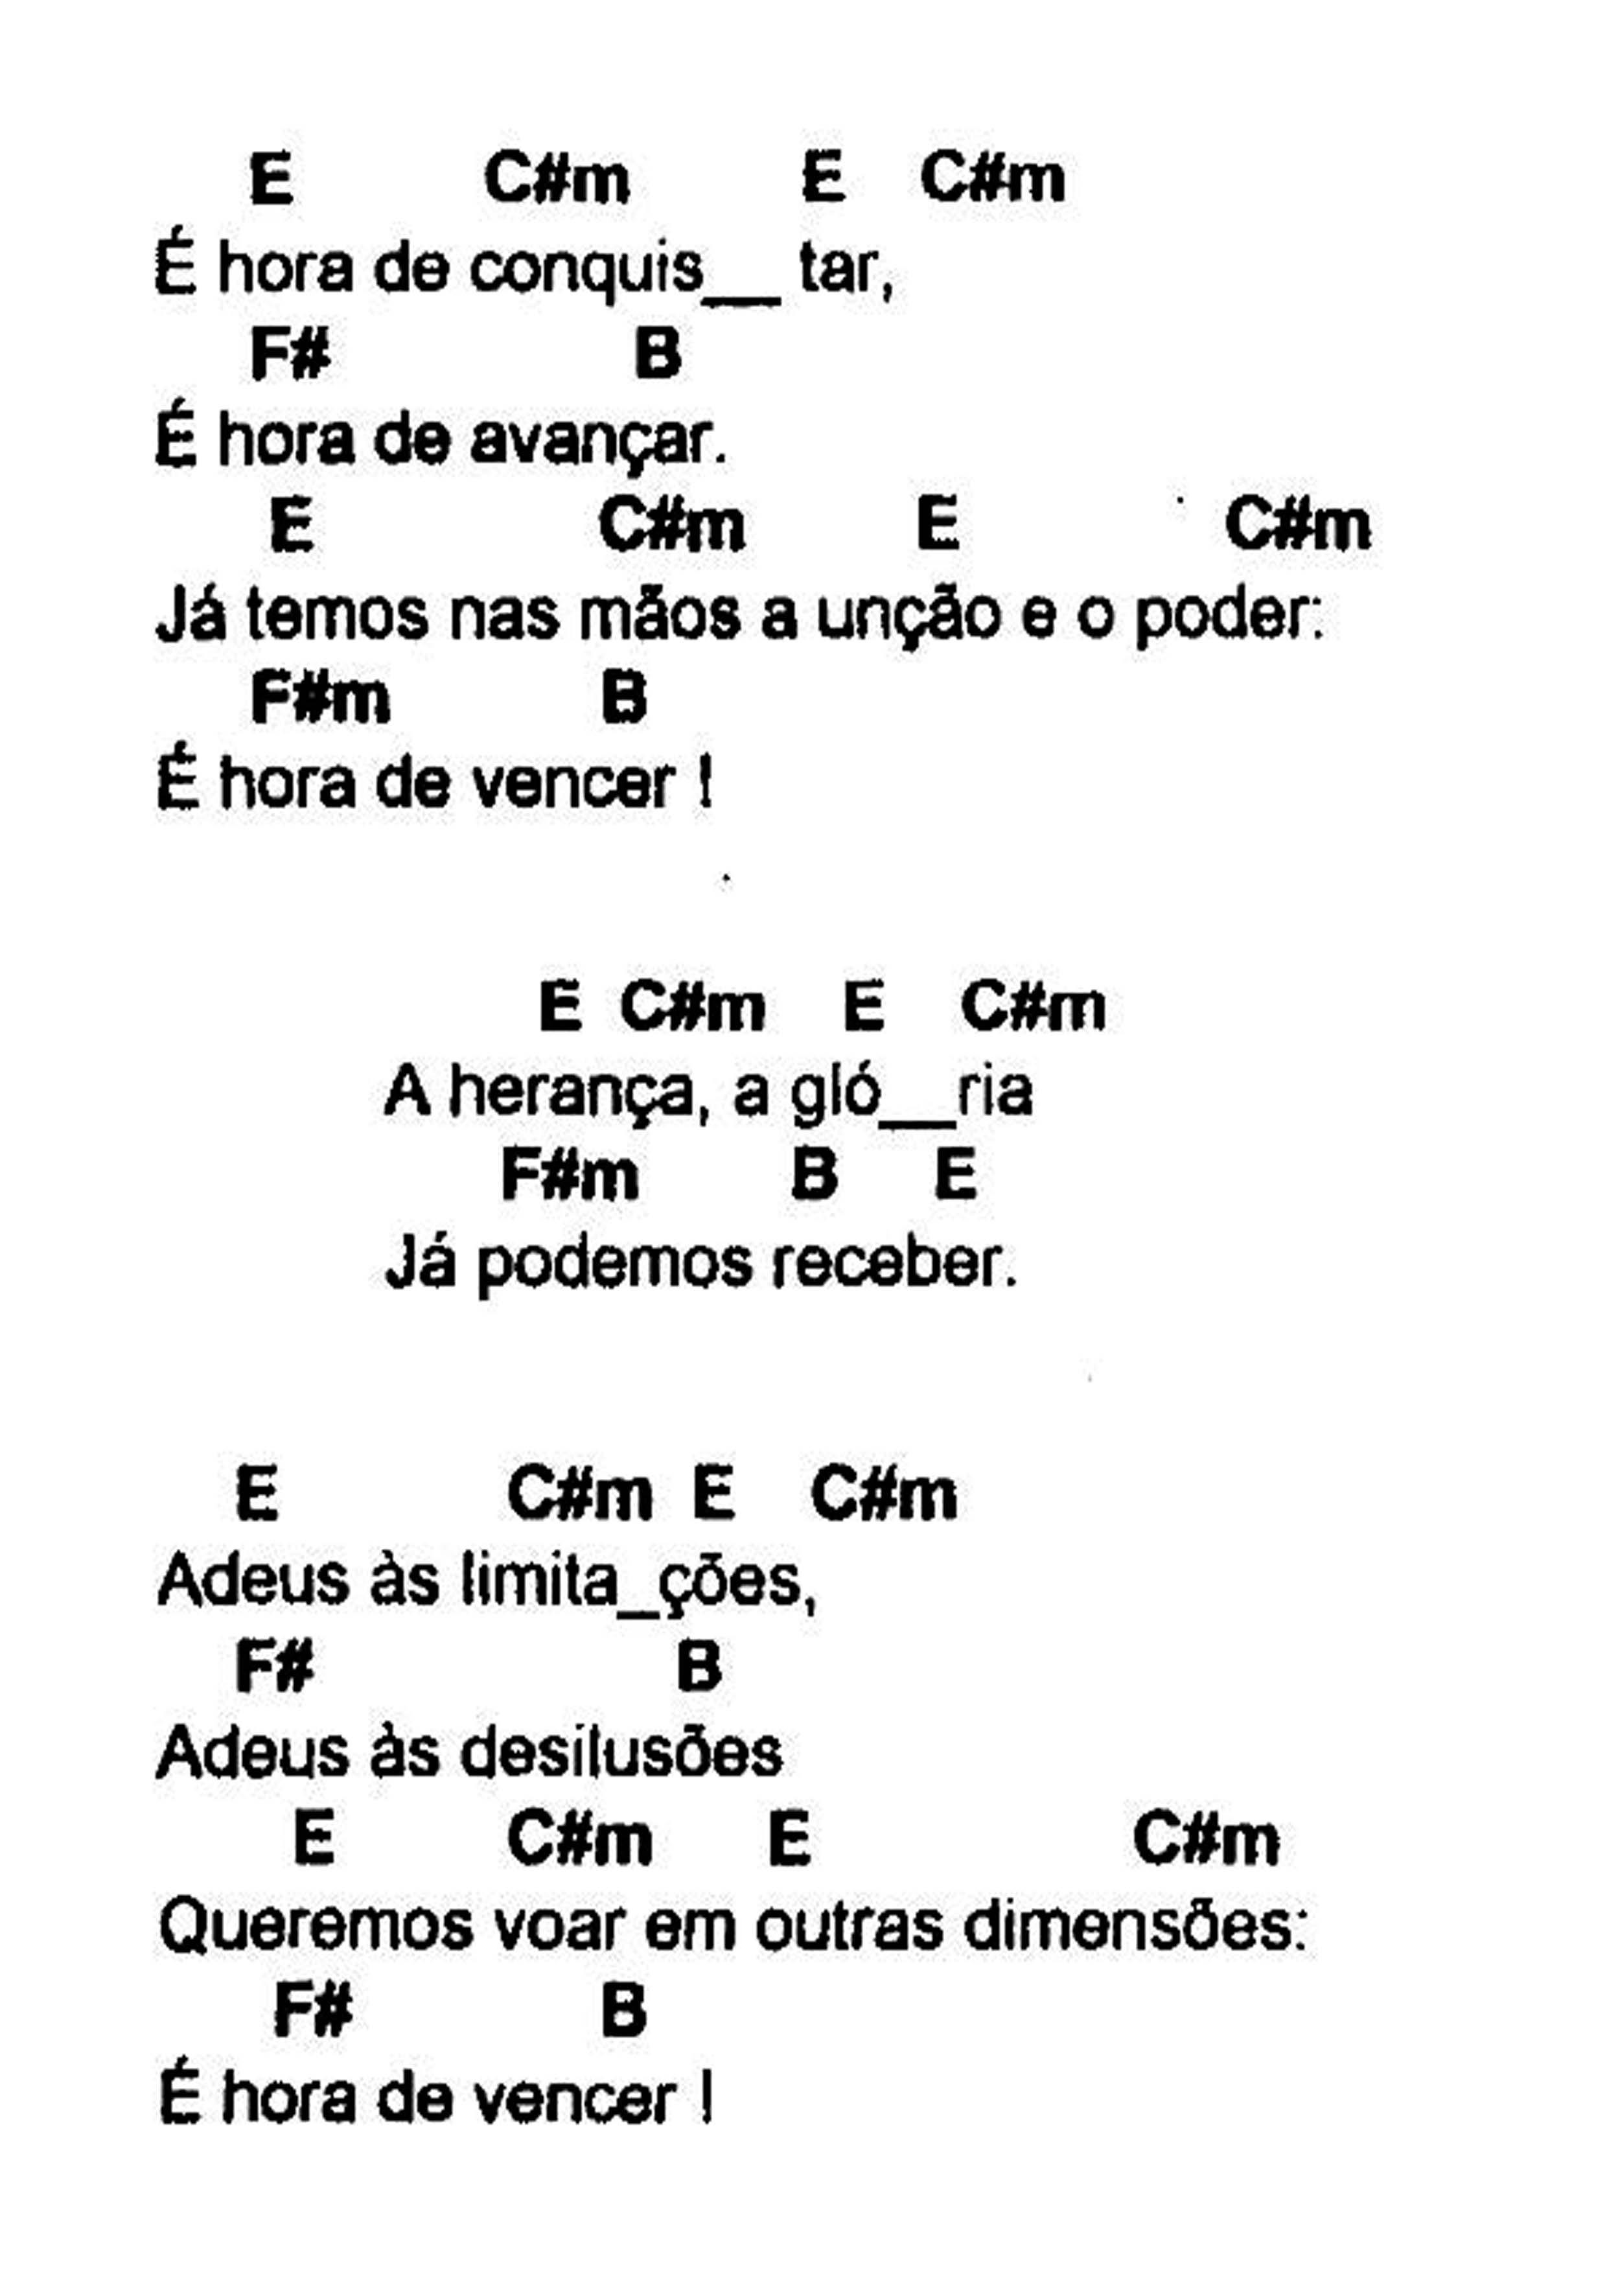 E C#m E C#m
É hora de conquis__ tar,
F# B
É hora de avançar.
E C#m E C#m
Já temos nas mãos a unção e o poder:
F#m B
É hora de vencer !
E C#m E C#m
A herança, a gló__ria
F#m B E
Já podemos receber.
E C#m E C#m
Adeus às limita_ções,
F# B
Adeus às desilusões
E C#m E C#m
Queremos voar em outras dimensões:
F# B
É hora de vencer !